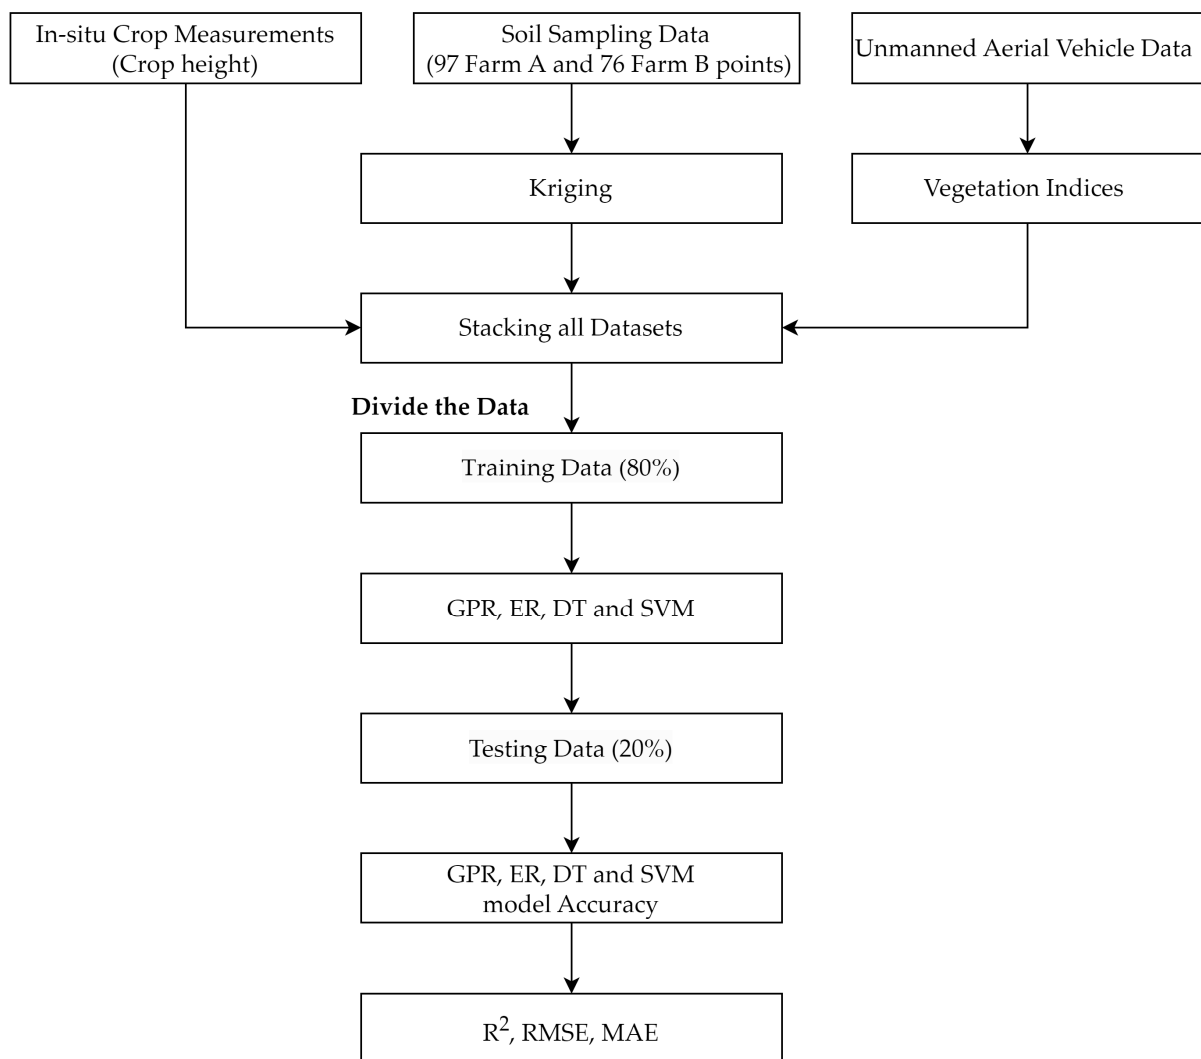 In-situ Crop Measurements
(Crop height)
Soil Sampling Data
(97 Farm A and 76 Farm B points)
Unmanned Aerial Vehicle Data
Kriging
Vegetation Indices
Stacking all Datasets
Divide the Data
Training Data (80%)
GPR, ER, DT and SVM
Testing Data (20%)
GPR, ER, DT and SVM
model Accuracy
R², RMSE, MAE